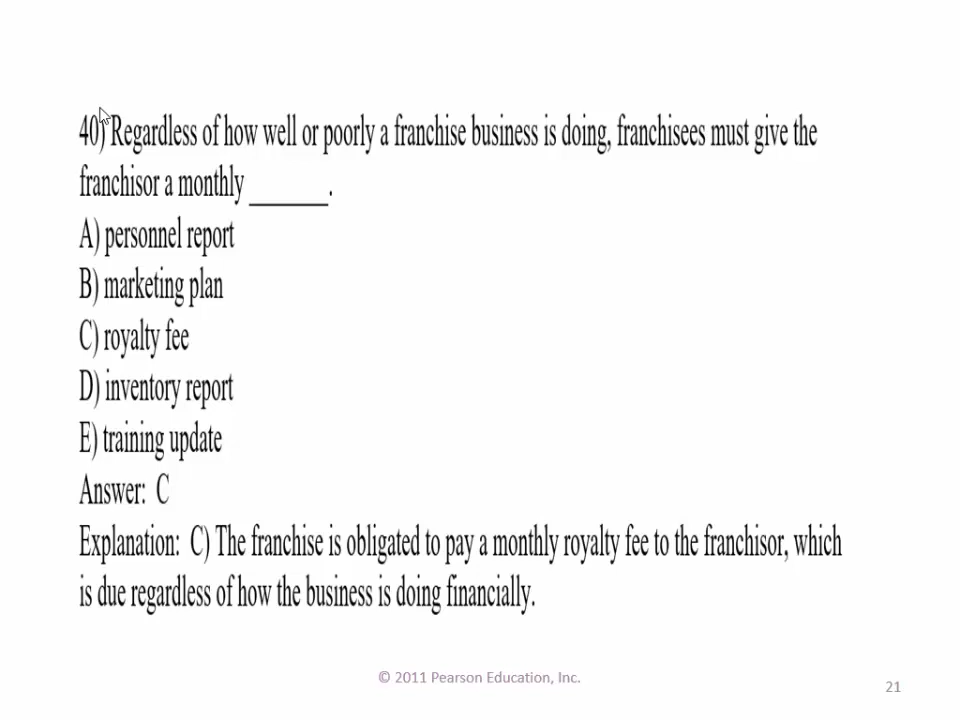 40) Regardless of how well or poorly a franchise business is doing, franchisees must give the
franchisor a monthly ______.
A) personnel report
B) marketing plan
C) royalty fee
D) inventory report
E) training update
Answer:  C
Explanation:  C) The franchise is obligated to pay a monthly royalty fee to the franchisor, which
is due regardless of how the business is doing financially.
© 2011 Pearson Education, Inc.
21